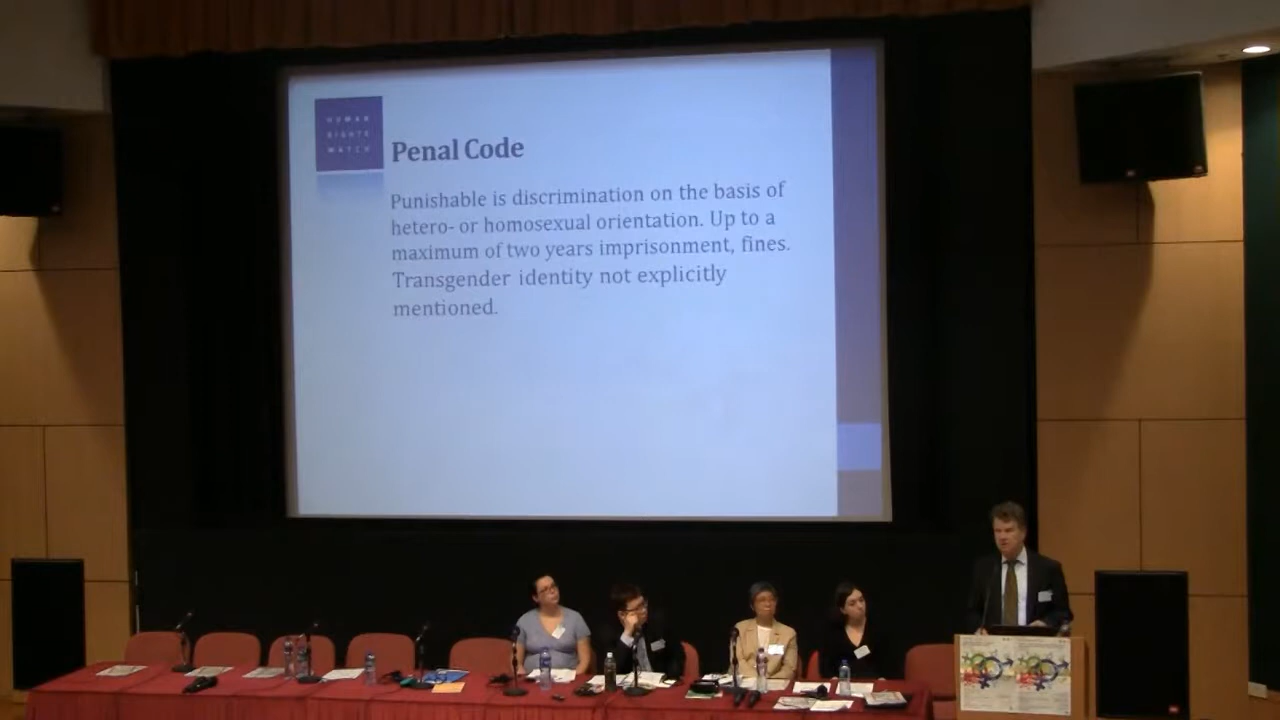 HUMAN
RIGHTS
WATCH
Penal Code
Punishable is discrimination on the basis of
hetero- or homosexual orientation. Up to a
maximum of two years imprisonment, fines.
Transgender identity not explicitly
mentioned.